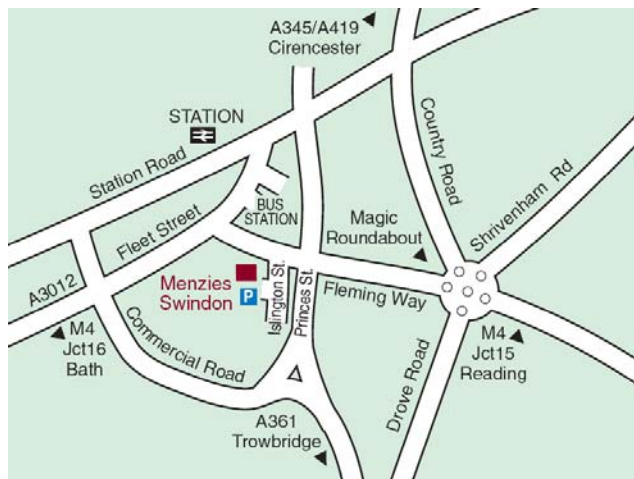 A345/A419
Cirencester
STATION
Station Road
Country Road
Shrivenham Rd
BUS
STATION
Fleet Street
Magic
Roundabout
A3012
Menzies
Swindon
P
Islington St.
Princes St.
Fleming Way
M4
Jct16
Bath
Commercial Road
M4
Jct15
Reading
Drove Road
A361
Trowbridge